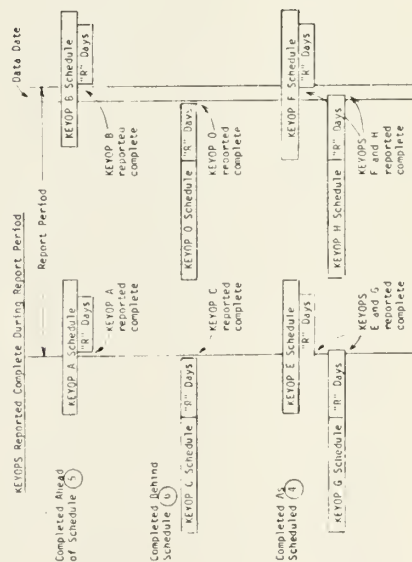 KEYOPS Reported Complete During Report Period
Data Date
Report Period
Completed Ahead
of Schedule 5
KEYOP A Schedule
"R" Days
KEYOP A
reported
complete
KEYOP B Schedule
"R" Days
KEYOP B
reported
complete
Completed Behind
Schedule 6
KEYOP C Schedule "R" Days
KEYOP C
reported
complete
KEYOP D Schedule "R" Days
KEYOP D
reported
complete
Completed As
Scheduled 4
KEYOP E Schedule
"R" Days
KEYOP F Schedule
"R" Days
KEYOP G Schedule "R" Days
KEYOPS
E and G
reported
complete
KEYOP H Schedule "R" Days
KEYOPS
F and H
reported
complete